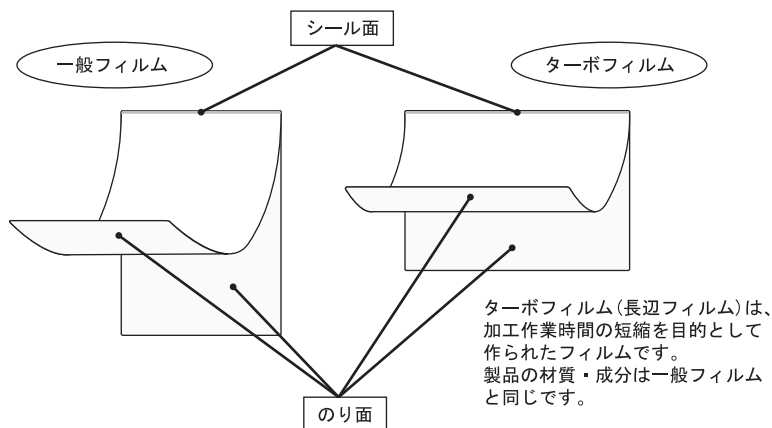 シール面
一般フィルム
ターボフィルム
ターボフィルム(長辺フィルム)は、
加工作業時間の短縮を目的として
作られたフィルムです。
製品の材質・成分は一般フィルム
と同じです。
のり面